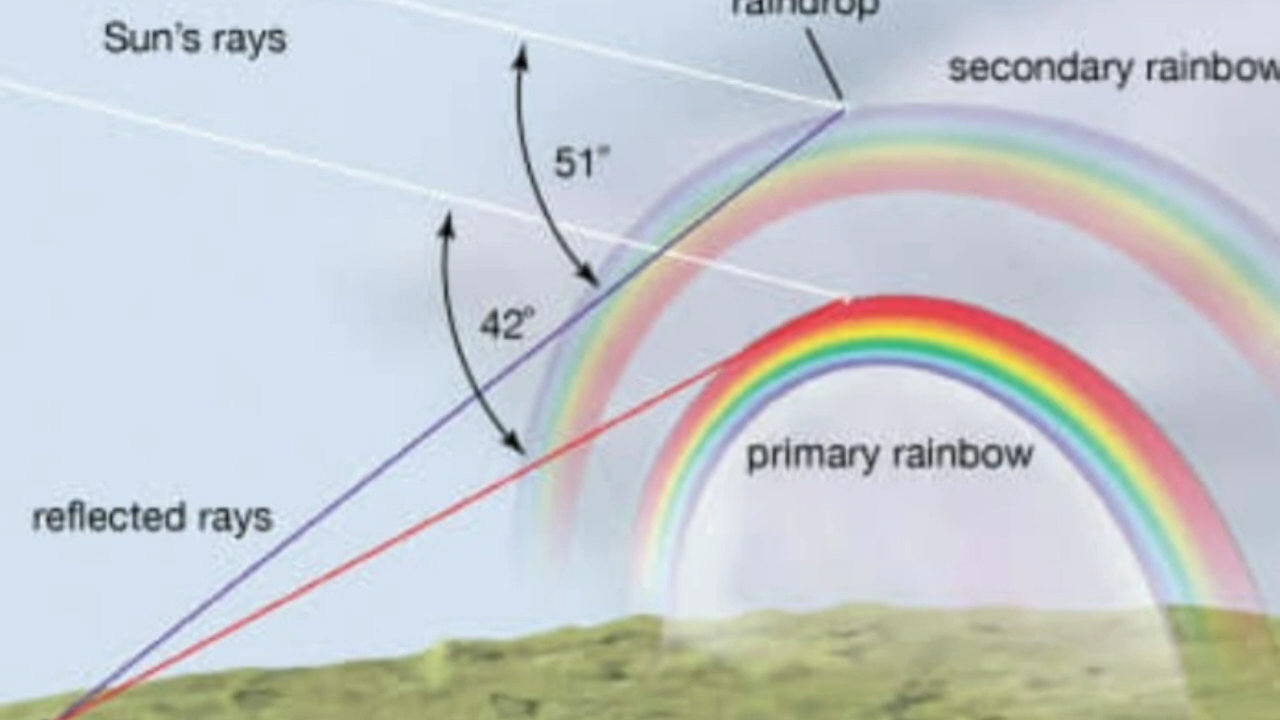 raindrop
Sun's rays
secondary rainbow
51°
42°
primary rainbow
reflected rays